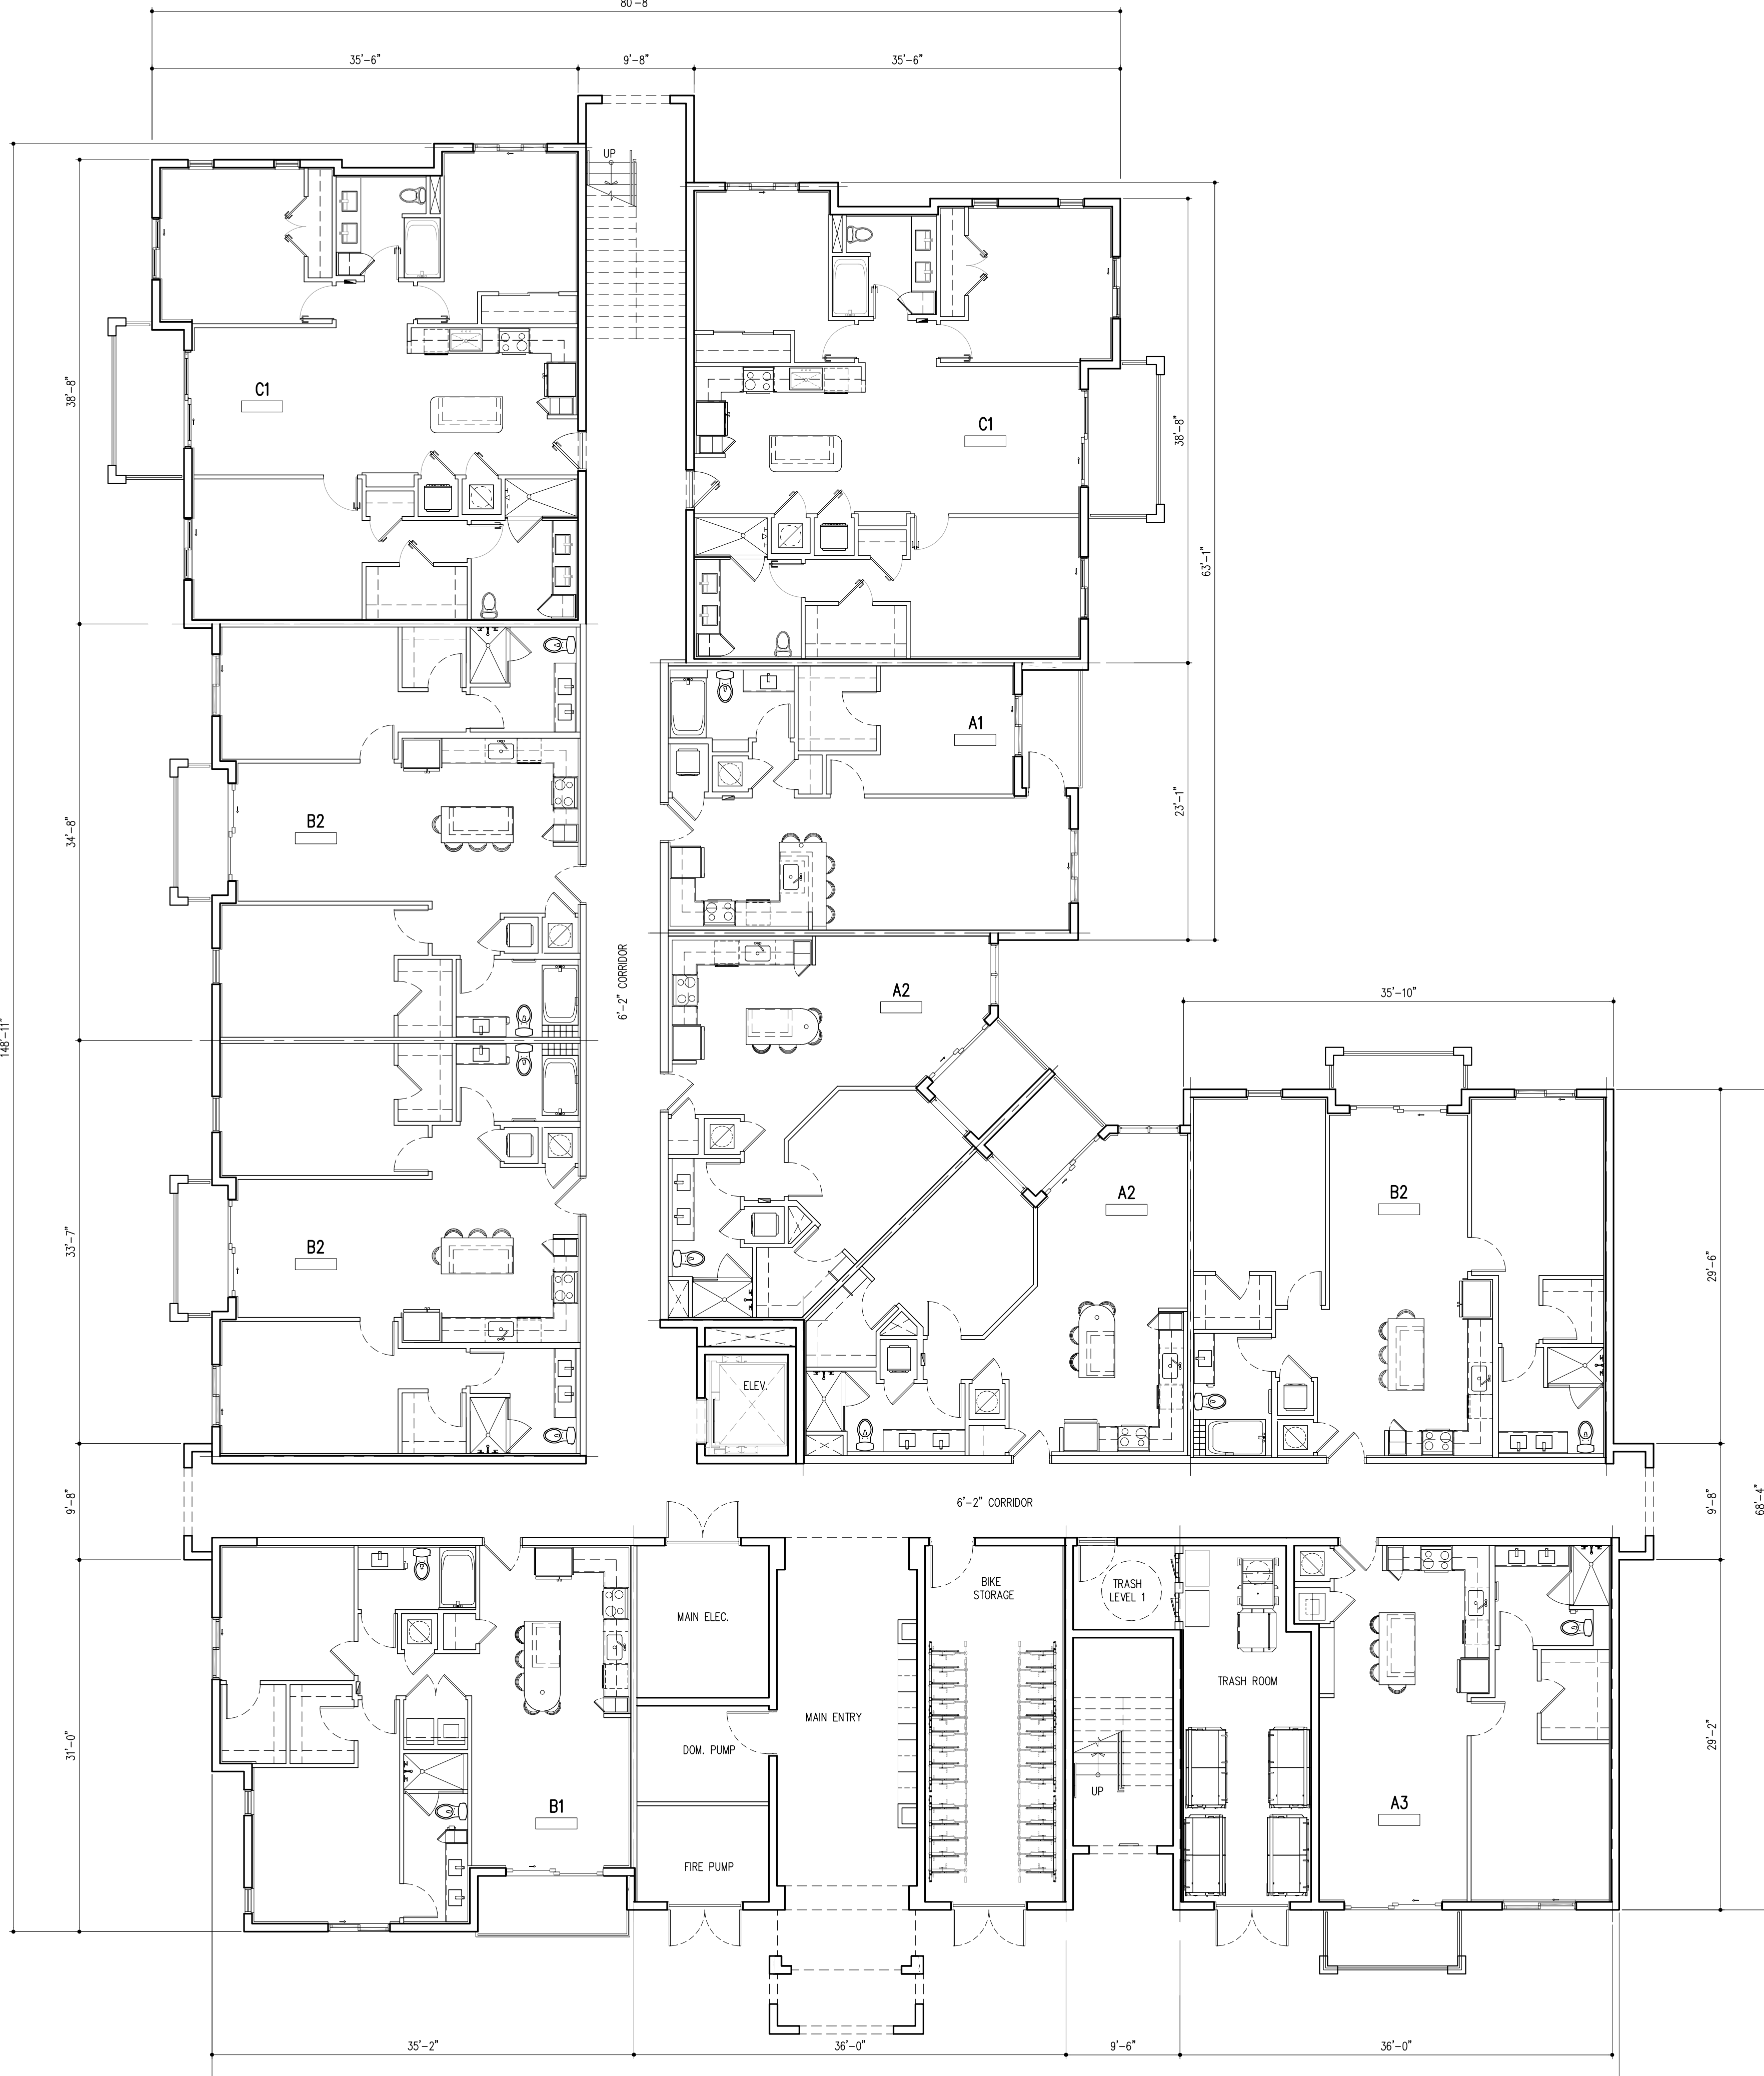 80'-8"
35'-6"
9'-8"
35'-6"
UP
C1
38'-8"
C1
38'-8"
63'-1"
A1
B2
34'-8"
23'-1"
6'-2" CORRIDOR
A2
35'-10"
148'-11"
A2
B2
B2
33'-7"
29'-6"
ELEV.
9'-8"
6'-2" CORRIDOR
9'-8"
68'-4"
MAIN ELEC.
BIKE
STORAGE
TRASH
LEVEL 1
TRASH ROOM
MAIN ENTRY
DOM. PUMP
31'-0"
29'-2"
UP
B1
A3
FIRE PUMP
35'-2"
36'-0"
9'-6"
36'-0"